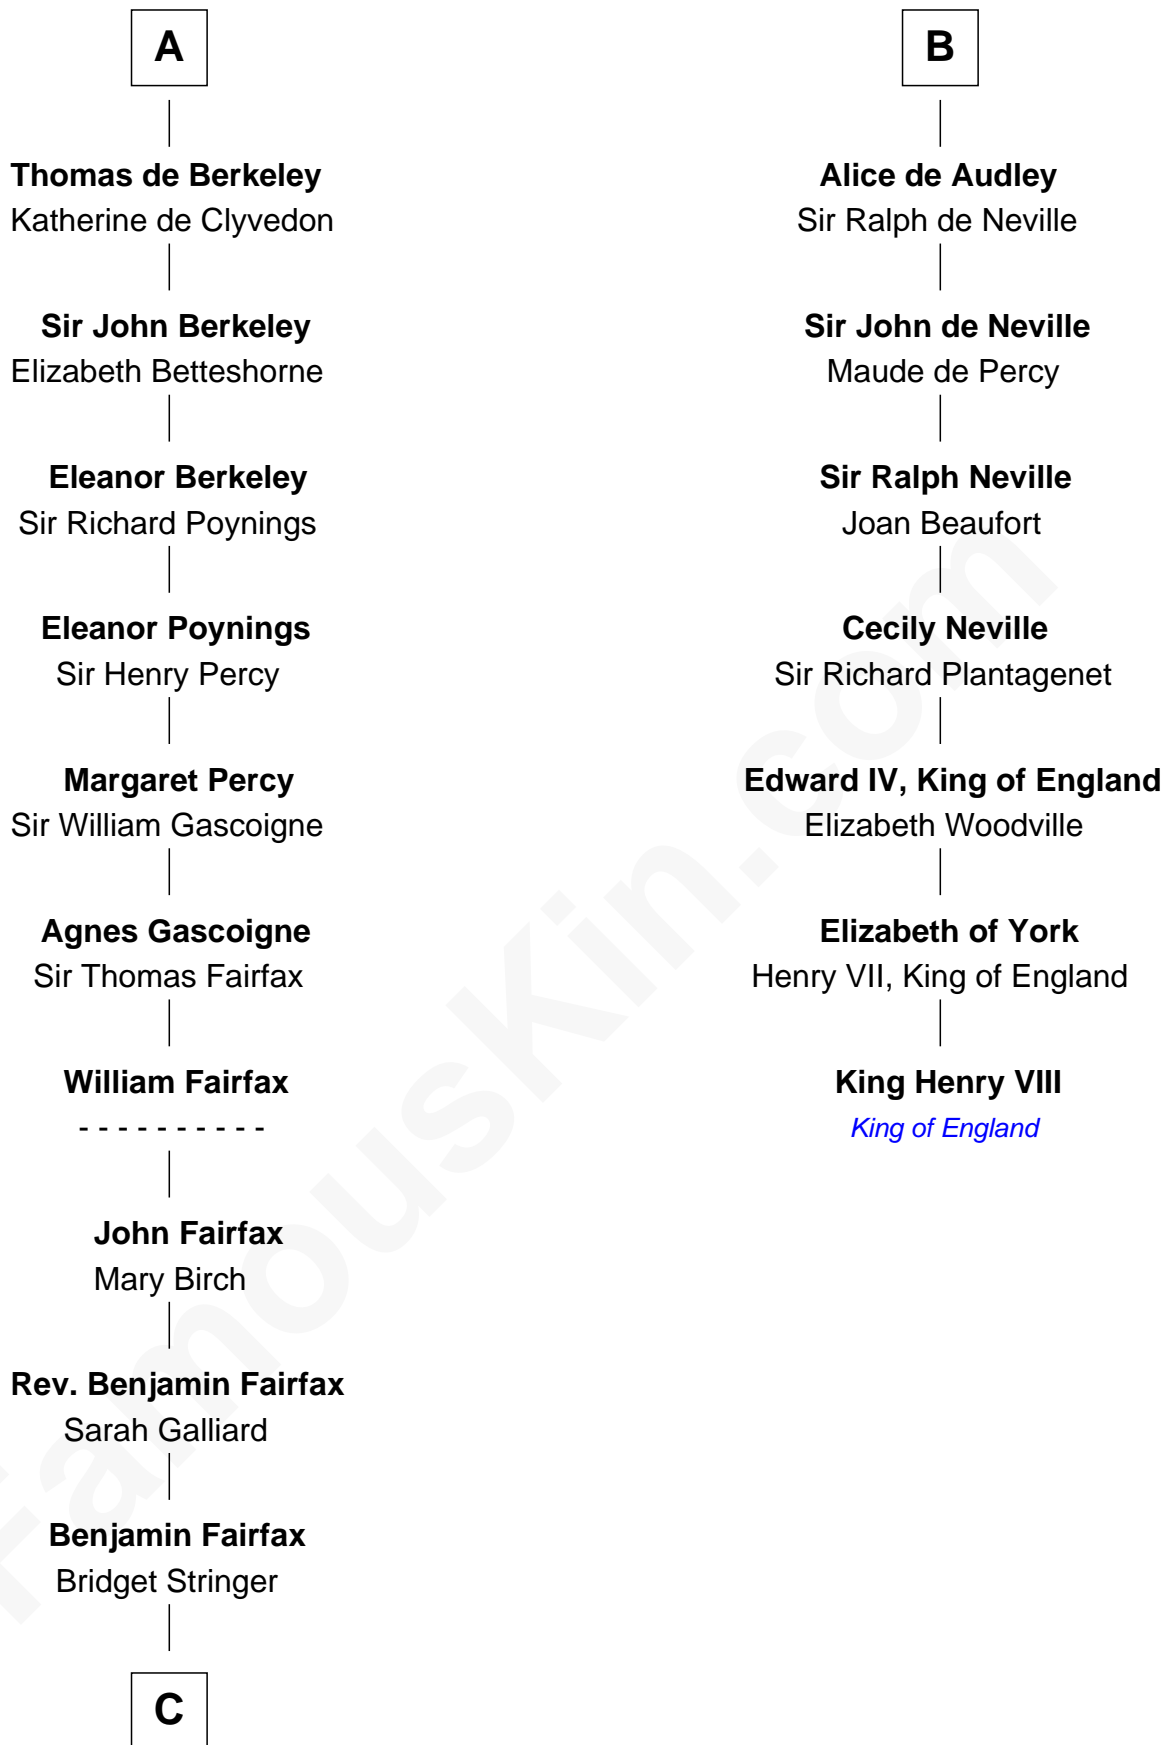 A
Thomas de Berkeley
Katherine de Clyvedon
Sir John Berkeley
Elizabeth Betteshorne
Eleanor Berkeley
Sir Richard Poynings
Eleanor Poynings
Sir Henry Percy
Margaret Percy
Sir William Gascoigne
Agnes Gascoigne
Sir Thomas Fairfax
William Fairfax
- - - - - - - - - -
John Fairfax
Mary Birch
Rev. Benjamin Fairfax
Sarah Galliard
Benjamin Fairfax
Bridget Stringer
C
B
Alice de Audley
Sir Ralph de Neville
Sir John de Neville
Maude de Percy
Sir Ralph Neville
Joan Beaufort
Cecily Neville
Sir Richard Plantagenet
Edward IV, King of England
Elizabeth Woodville
Elizabeth of York
Henry VII, King of England
King Henry VIII
King of England
FamousKin.com